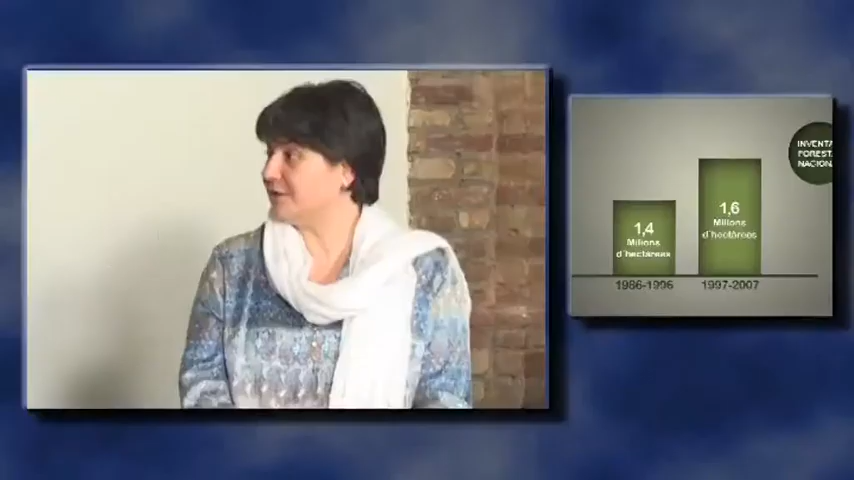 INVENTA
FOREST
NACION
1,6
Milions
d'hectàrees
1,4
Milions
d'hectàrees
1986-1996
1997-2007